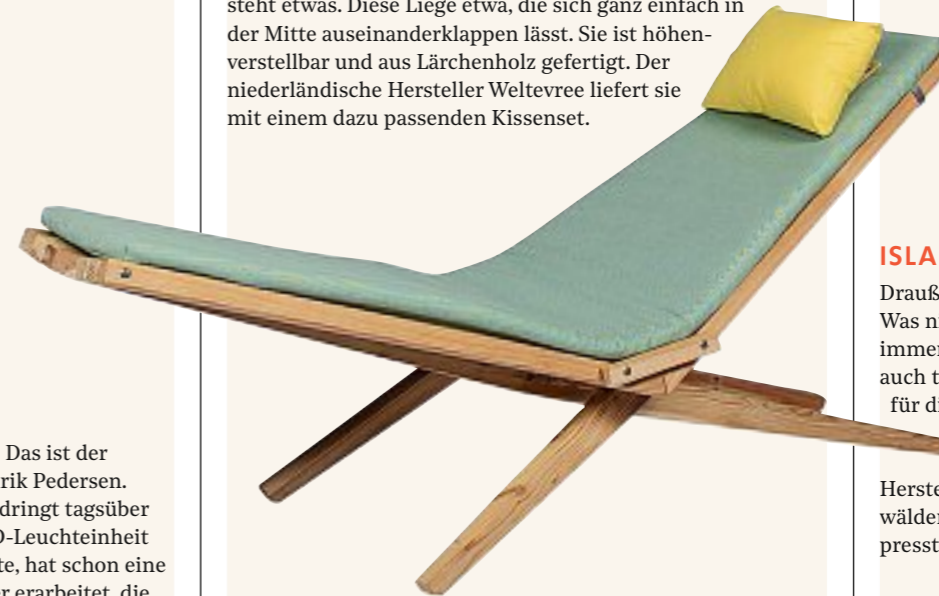 Das ist der
rik Pedersen.
dringt tagsüber
D-Leuchteinheit
te, hat schon eine
er erarbeitet, die
steht etwas. Diese Liege etwa, die sich ganz einfach in
der Mitte auseinanderklappen lässt. Sie ist höhen-
verstellbar und aus Lärchenholz gefertigt. Der
niederländische Hersteller Weltevree liefert sie
mit einem dazu passenden Kissenset.
ISLA
Drauß
Was n
immer
auch t
für di
Herste
wälder
presst